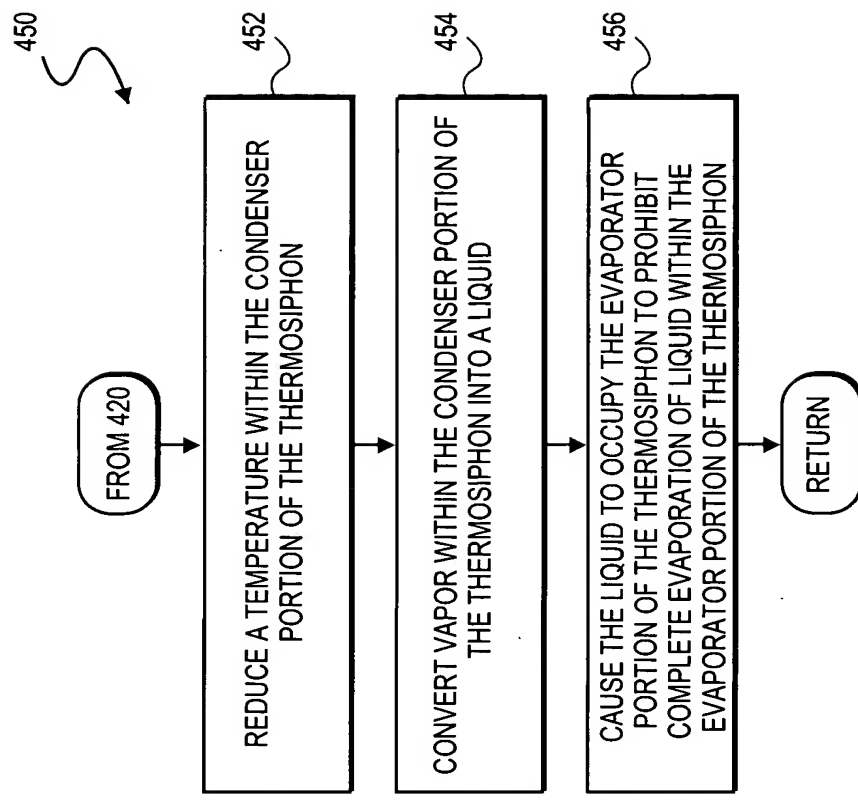 450
FROM 420
452
REDUCE A TEMPERATURE WITHIN THE CONDENSER
PORTION OF THE THERMOSIPHON
454
CONVERT VAPOR WITHIN THE CONDENSER PORTION OF
THE THERMOSIPHON INTO A LIQUID
456
CAUSE THE LIQUID TO OCCUPY THE EVAPORATOR
PORTION OF THE THERMOSIPHON TO PROHIBIT
COMPLETE EVAPORATION OF LIQUID WITHIN THE
EVAPORATOR PORTION OF THE THERMOSIPHON
RETURN